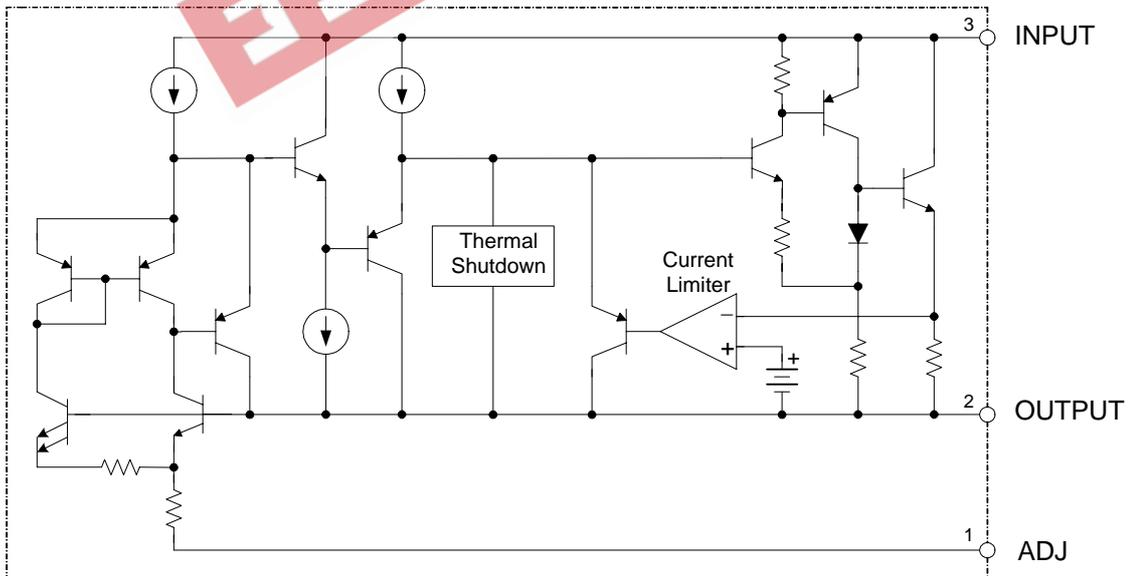 3
INPUT
Thermal
Shutdown
Current
Limiter
−
+
+
2
OUTPUT
1
ADJ